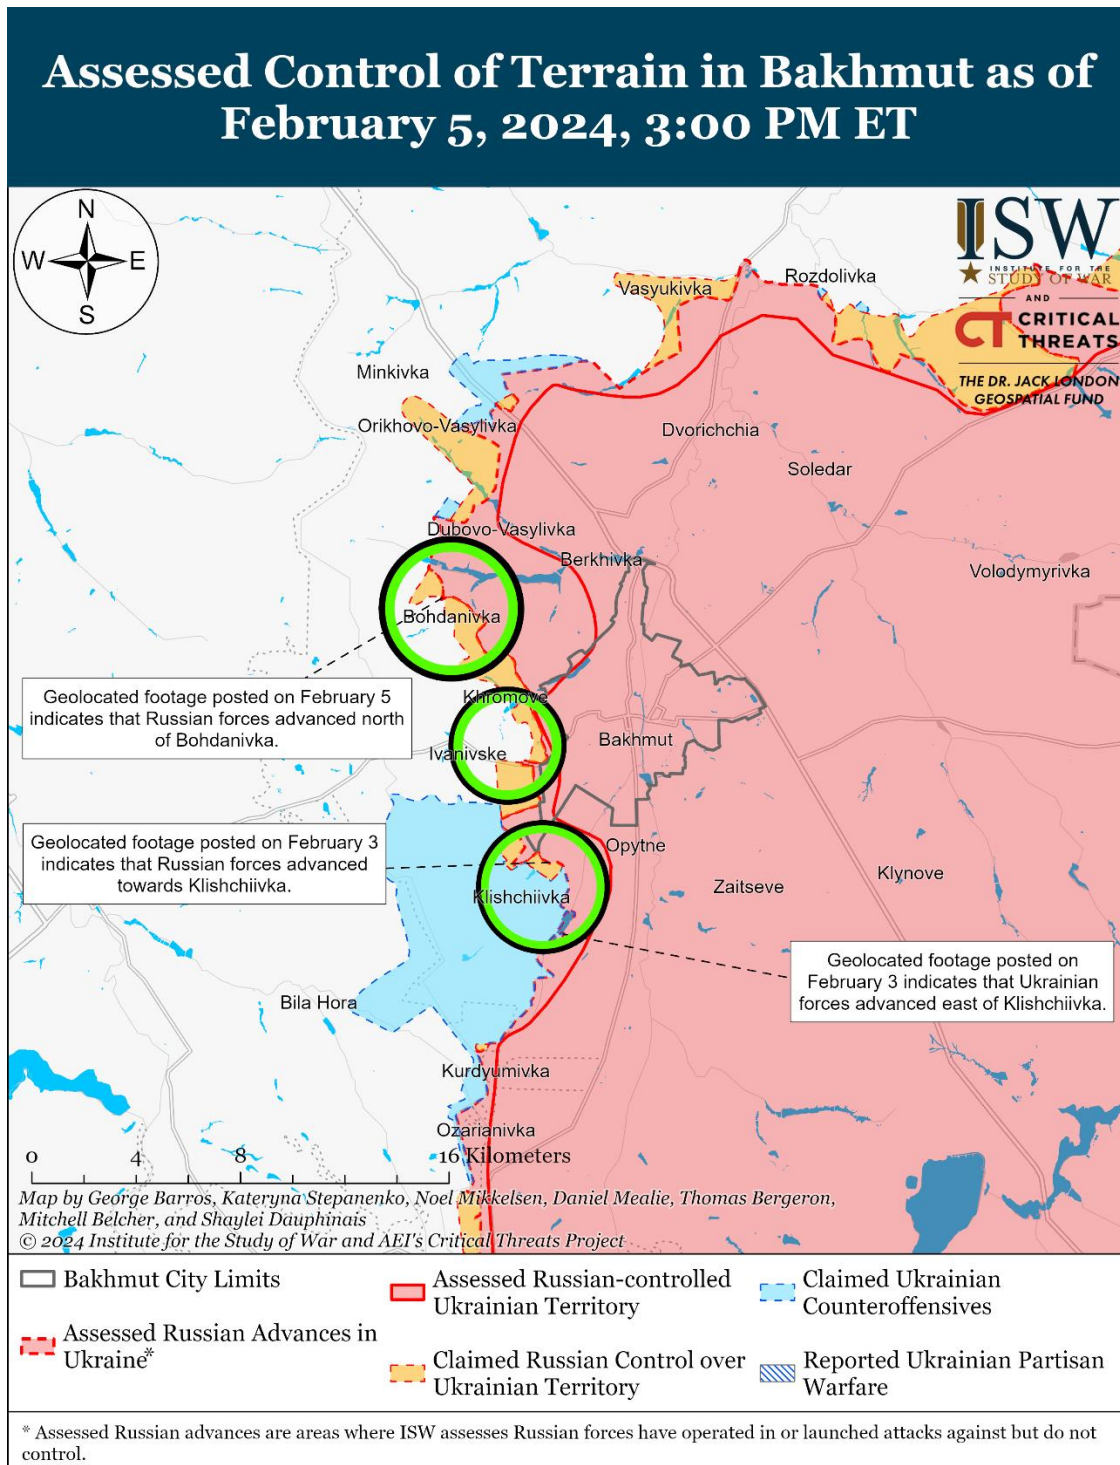 Assessed Control of Terrain in Bakhmut as of
February 5, 2024, 3:00 PM ET
N
W E
S
ISW
INSTITUTE FOR THE
STUDY OF WAR
AND
CT CRITICAL
THREATS
THE DR. JACK LONDON
GEOSPATIAL FUND
Rozdolivka
Vasyukivka
Minkivka
Orikhovo-Vasylivka
Dvorichchia
Soledar
Dubovo-Vasylivka
Berkhivka
Volodymyrivka
Bohdanivka
Geolocated footage posted on February 5
indicates that Russian forces advanced north
of Bohdanivka.
Khromove
Bakhmut
Ivanivske
Geolocated footage posted on February 3
indicates that Russian forces advanced
towards Klishchiivka.
Opytne
Zaitseve
Klynove
Klishchiivka
Geolocated footage posted on
February 3 indicates that Ukrainian
forces advanced east of Klishchiivka.
Bila Hora
Kurdyumivka
Ozarianivka
0 4 8 16 Kilometers
Map by George Barros, Kateryna Stepanenko, Noel Mikkelsen, Daniel Mealie, Thomas Bergeron,
Mitchell Belcher, and Shaylei Dauphinais
© 2024 Institute for the Study of War and AEI's Critical Threats Project
Bakhmut City Limits
Assessed Russian Advances in
Ukraine*
Assessed Russian-controlled
Ukrainian Territory
Claimed Russian Control over
Ukrainian Territory
Claimed Ukrainian
Counteroffensives
Reported Ukrainian Partisan
Warfare
* Assessed Russian advances are areas where ISW assesses Russian forces have operated in or launched attacks against but do not
control.